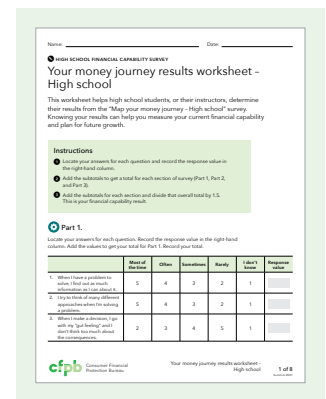 Name: Date:
HIGH SCHOOL FINANCIAL CAPABILITY SURVEY
Your money journey results worksheet –
High school
This worksheet helps high school students, or their instructors, determine
their results from the "Map your money journey - High school" survey.
Knowing your results can help you measure your current financial capability
and plan for future growth.
Instructions
1 Locate your answers for each question and record the response value in
the right-hand column.
2 Add the subtotals to get a total for each section of survey (Part 1, Part 2,
and Part 3).
3 Add the subtotals for each section and divide that overall total by 1.5.
This is your financial capability result.
Part 1.
Locate your answers for each question. Record the response value in the right-hand
column. Add the values to get your total for Part 1. Record your total.
Most of the time Often Sometimes Rarely I don't know Response value
1. When I have a problem to
solve, I find out as much
information as I can about it.
5 4 3 2 1
2. I try to think of many different
approaches when I'm solving
a problem.
5 4 3 2 1
3. When I make a decision, I go
with my "gut feeling" and I
don't think too much about
the consequences.
2 3 4 5 1
cfpb Consumer Financial
Protection Bureau
Your money journey results worksheet –
High school
1 of 8